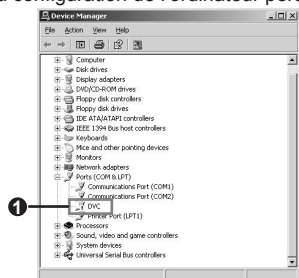 a configuration de l'ordinateur por
Device Manager
File Action View Help
Computer
Disk drives
Display adapters
DVD/CD-ROM drives
Floppy disk controllers
Floppy disk drives
IDE ATA/ATAPI controllers
IEEE 1394 Bus host controllers
Keyboards
Mice and other pointing devices
Monitors
Network adapters
Ports (COM & LPT)
Communications Port (COM1)
Communications Port (COM2)
1 DVC
Printer Port (LPT1)
Processors
Sound, video and game controllers
System devices
Universal Serial Bus controllers